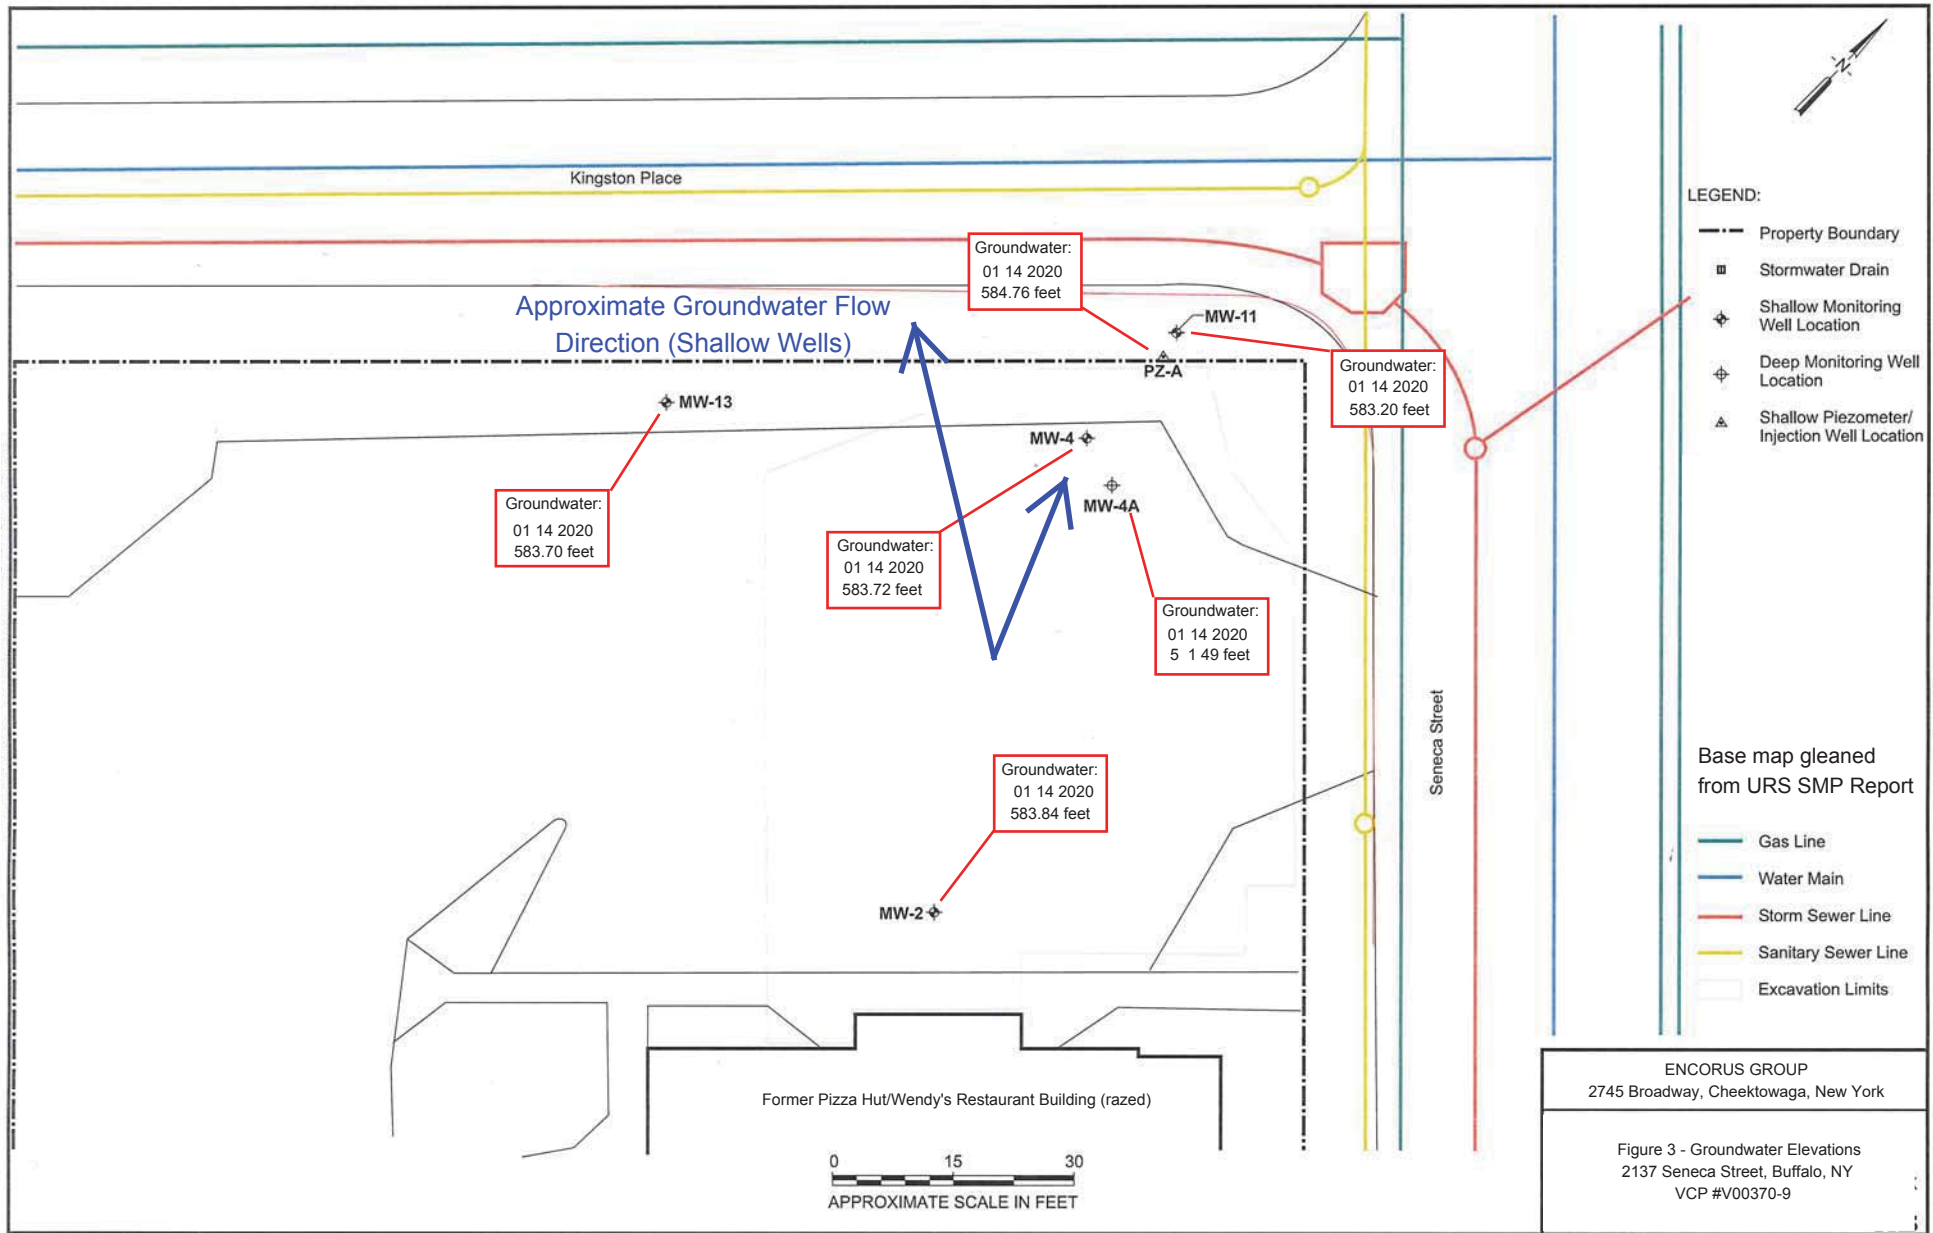 N
Kingston Place
LEGEND:
Property Boundary
Stormwater Drain
Shallow Monitoring
Well Location
Deep Monitoring Well
Location
Shallow Piezometer/
Injection Well Location
Groundwater:
01 14 2020
584.76 feet
Approximate Groundwater Flow
Direction (Shallow Wells)
MW-11
PZ-A
Groundwater:
01 14 2020
583.20 feet
MW-13
MW-4
MW-4A
Groundwater:
01 14 2020
583.70 feet
Groundwater:
01 14 2020
583.72 feet
Groundwater:
01 14 2020
5 1 49 feet
Seneca Street
Groundwater:
01 14 2020
583.84 feet
MW-2
Base map gleaned
from URS SMP Report
Gas Line
Water Main
Storm Sewer Line
Sanitary Sewer Line
Excavation Limits
Former Pizza Hut/Wendy's Restaurant Building (razed)
0 15 30
APPROXIMATE SCALE IN FEET
ENCORUS GROUP
2745 Broadway, Cheektowaga, New York
Figure 3 - Groundwater Elevations
2137 Seneca Street, Buffalo, NY
VCP #V00370-9